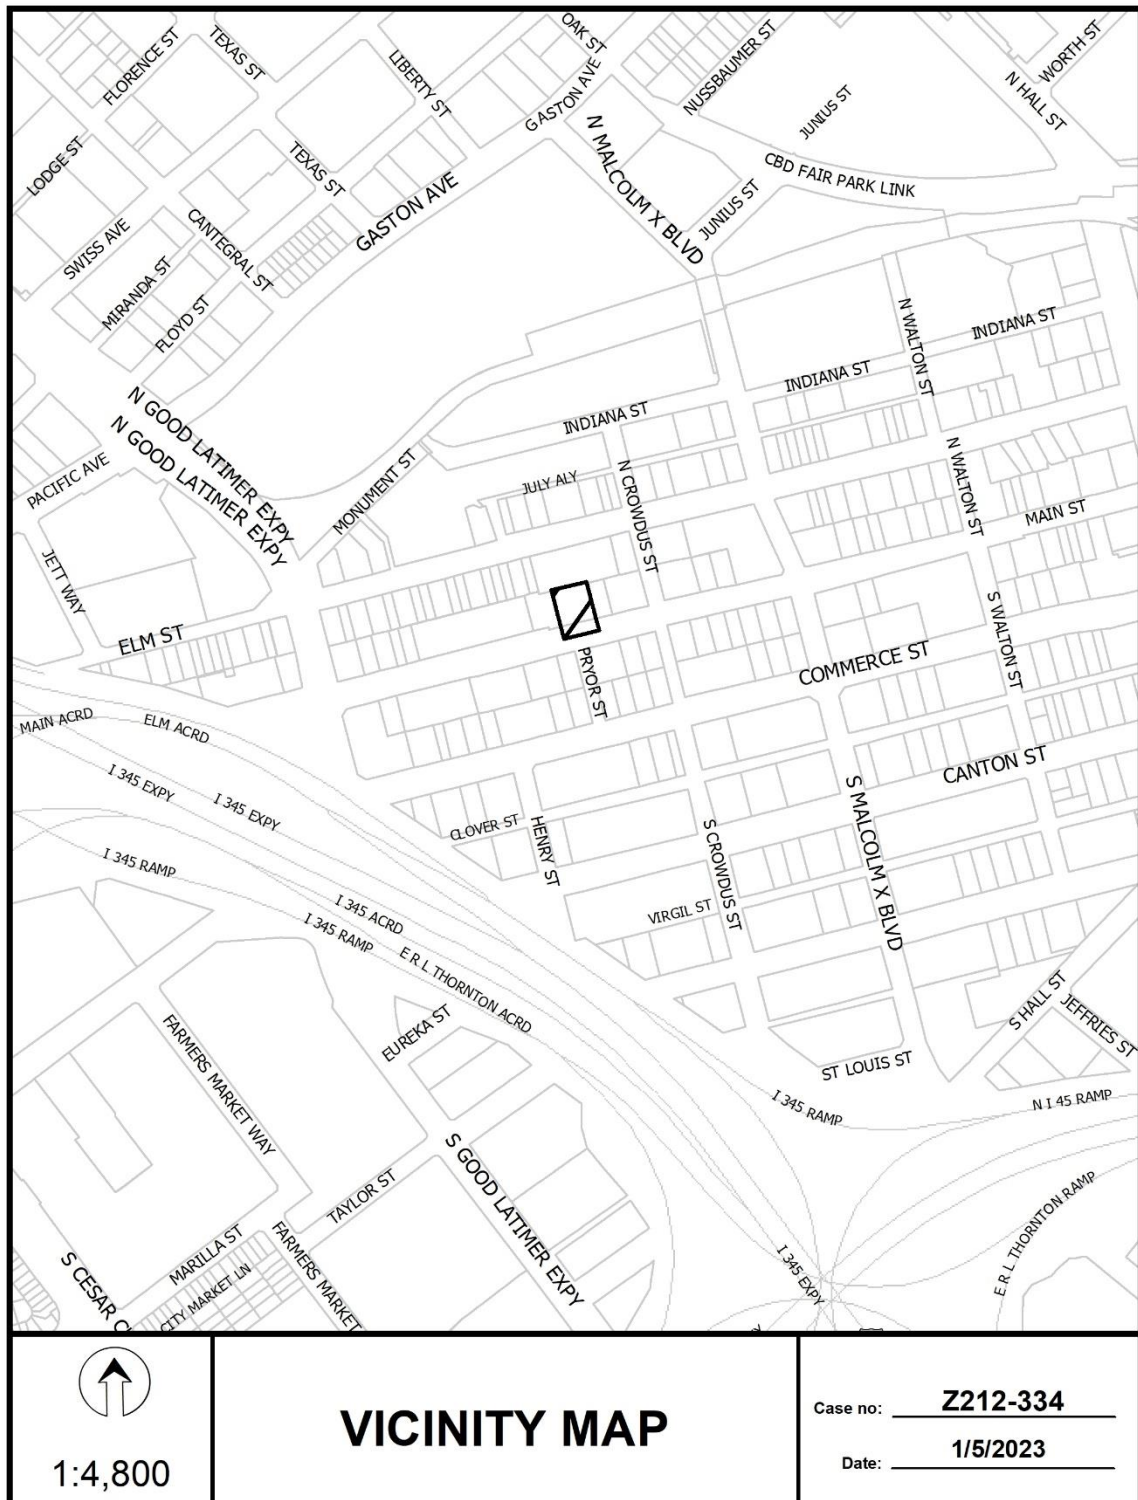 OAK ST
TEXAS ST
FLORENCE ST
LIBERTY ST
NUSSBAUMER ST
WORTH ST
GASTON AVE
N HALL ST
JUNIUS ST
N MALCOLM X BLVD
LODGE ST
TEXAS ST
CBD FAIR PARK LINK
GASTON AVE
JUNIUS ST
SWISS AVE
CANTEGRAL ST
MIRANDA ST
FLOYD ST
N WALTON ST
INDIANA ST
INDIANA ST
INDIANA ST
N GOOD LATIMER EXPY
N GOOD LATIMER EXPY
PACIFIC AVE
MONUMENT ST
JULY ALY
N CROWDUS ST
N WALTON ST
MAIN ST
JETT WAY
ELM ST
PRYOR ST
COMMERCE ST
S WALTON ST
MAIN ACRD
ELM ACRD
I 345 EXPY
I 345 EXPY
CANTON ST
CLOVER ST
HENRY ST
S CROWDUS ST
S MALCOLM X BLVD
I 345 RAMP
I 345 ACRD
I 345 RAMP
VIRGIL ST
E R L THORNTON ACRD
S HALL ST
JEFFRIES ST
EUREKA ST
FARMERS MARKET WAY
ST LOUIS ST
I 345 RAMP
N I 45 RAMP
S GOOD LATIMER EXPY
TAYLOR ST
E R L THORNTON RAMP
MARILLA ST
FARMERS MARKET
I 345 EXPY
S CESAR
CITY MARKET LN
1:4,800
VICINITY MAP
Case no: Z212-334
Date: 1/5/2023